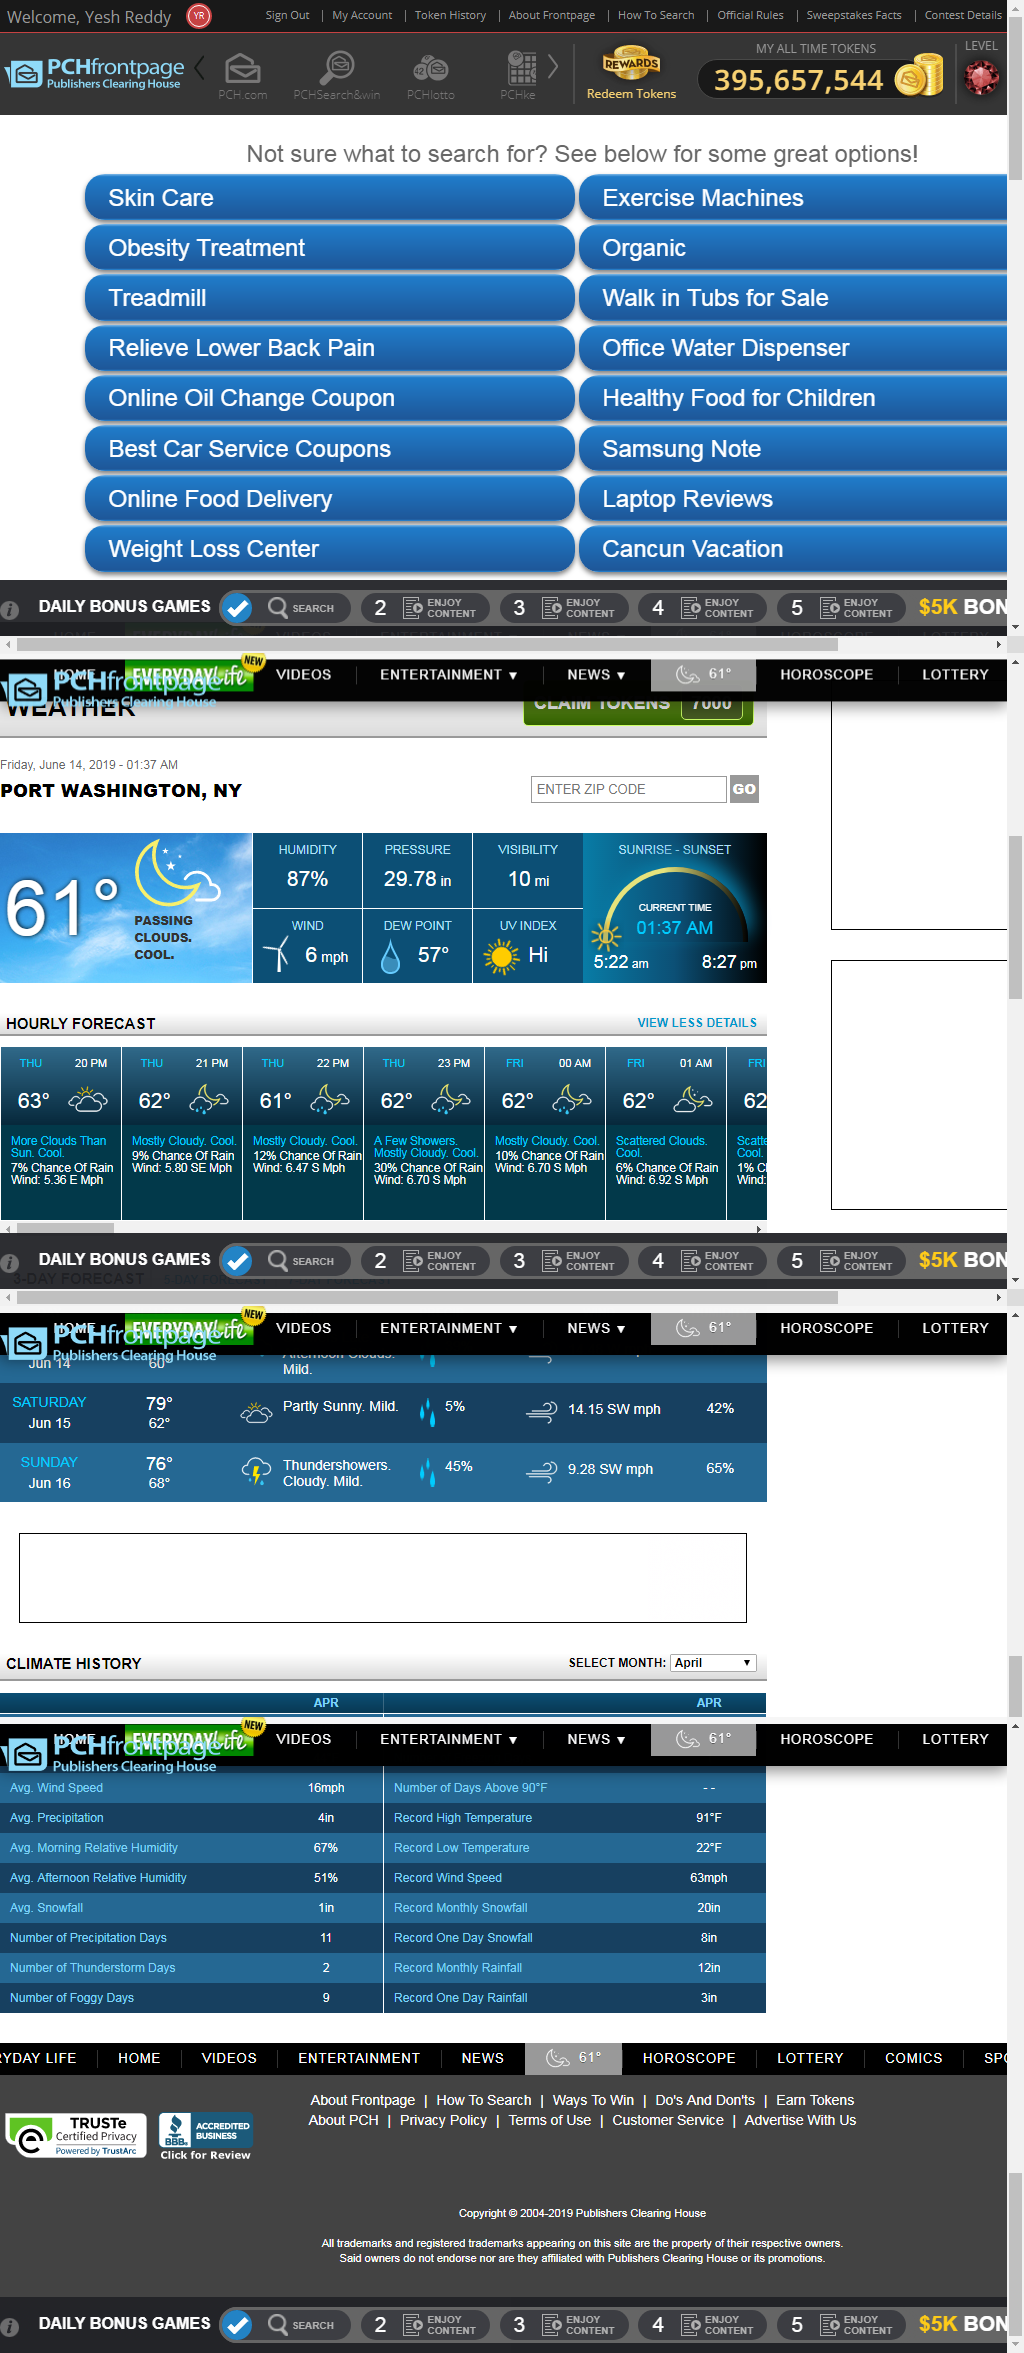 Welcome, Yesh Reddy YR Sign Out | My Account | Token History | About Frontpage | How To Search | Official Rules | Sweepstakes Facts | Contest Details
PCHfrontpage
Publishers Clearing House
PCH.com PCHSearch&win PCHlotto PCHke
REWARDS
Redeem Tokens
MY ALL TIME TOKENS
395,657,544
LEVEL
Not sure what to search for? See below for some great options!
Skin Care Exercise Machines
Obesity Treatment Organic
Treadmill Walk in Tubs for Sale
Relieve Lower Back Pain Office Water Dispenser
Online Oil Change Coupon Healthy Food for Children
Best Car Service Coupons Samsung Note
Online Food Delivery Laptop Reviews
Weight Loss Center Cancun Vacation
DAILY BONUS GAMES SEARCH 2 ENJOY CONTENT 3 ENJOY CONTENT 4 ENJOY CONTENT 5 ENJOY CONTENT $5K BON
HOME EVERYDAY life NEW VIDEOS ENTERTAINMENT ▼ NEWS ▼ 61° HOROSCOPE LOTTERY
PCHfrontpage
Publishers Clearing House
WEATHER CLAIM TOKENS 7000
Friday, June 14, 2019 - 01:37 AM
PORT WASHINGTON, NY ENTER ZIP CODE GO
61°
PASSING
CLOUDS.
COOL.
HUMIDITY PRESSURE VISIBILITY
87% 29.78 in 10 mi
WIND DEW POINT UV INDEX
6 mph 57° Hi
SUNRISE - SUNSET
CURRENT TIME
01:37 AM
5:22 am 8:27 pm
HOURLY FORECAST VIEW LESS DETAILS
THU 20 PM THU 21 PM THU 22 PM THU 23 PM FRI 00 AM FRI 01 AM FRI
63° 62° 61° 62° 62° 62° 62
More Clouds Than Sun. Cool.
7% Chance Of Rain
Wind: 5.36 E Mph
Mostly Cloudy. Cool.
9% Chance Of Rain
Wind: 5.80 SE Mph
Mostly Cloudy. Cool.
12% Chance Of Rain
Wind: 6.47 S Mph
A Few Showers.
Mostly Cloudy. Cool.
30% Chance Of Rain
Wind: 6.70 S Mph
Mostly Cloudy. Cool.
10% Chance Of Rain
Wind: 6.70 S Mph
Scattered Clouds.
Cool.
6% Chance Of Rain
Wind: 6.92 S Mph
Scatte
Cool.
1% C
Wind:
DAILY BONUS GAMES SEARCH 2 ENJOY CONTENT 3 ENJOY CONTENT 4 ENJOY CONTENT 5 ENJOY CONTENT $5K BON
3-DAY FORECAST
HOME EVERYDAY life NEW VIDEOS ENTERTAINMENT ▼ NEWS ▼ 61° HOROSCOPE LOTTERY
PCHfrontpage
Publishers Clearing House
Jun 14 60° Afternoon Clouds.
Mild.
SATURDAY 79° Partly Sunny. Mild. 5% 14.15 SW mph 42%
Jun 15 62°
SUNDAY 76° Thundershowers. 45% 9.28 SW mph 65%
Jun 16 68° Cloudy. Mild.
CLIMATE HISTORY SELECT MONTH: April
APR APR
HOME EVERYDAY life NEW VIDEOS ENTERTAINMENT ▼ NEWS ▼ 61° HOROSCOPE LOTTERY
PCHfrontpage
Publishers Clearing House
Avg. Wind Speed 16mph Number of Days Above 90°F - -
Avg. Precipitation 4in Record High Temperature 91°F
Avg. Morning Relative Humidity 67% Record Low Temperature 22°F
Avg. Afternoon Relative Humidity 51% Record Wind Speed 63mph
Avg. Snowfall 1in Record Monthly Snowfall 20in
Number of Precipitation Days 11 Record One Day Snowfall 8in
Number of Thunderstorm Days 2 Record Monthly Rainfall 12in
Number of Foggy Days 9 Record One Day Rainfall 3in
RYDAY LIFE HOME VIDEOS ENTERTAINMENT NEWS 61° HOROSCOPE LOTTERY COMICS SPO
About Frontpage | How To Search | Ways To Win | Do's And Don'ts | Earn Tokens
About PCH | Privacy Policy | Terms of Use | Customer Service | Advertise With Us
TRUSTe
Certified Privacy
Powered by TrustArc
BBB. ACCREDITED BUSINESS
Click for Review
Copyright © 2004-2019 Publishers Clearing House
All trademarks and registered trademarks appearing on this site are the property of their respective owners.
Said owners do not endorse nor are they affiliated with Publishers Clearing House or its promotions.
DAILY BONUS GAMES SEARCH 2 ENJOY CONTENT 3 ENJOY CONTENT 4 ENJOY CONTENT 5 ENJOY CONTENT $5K BON